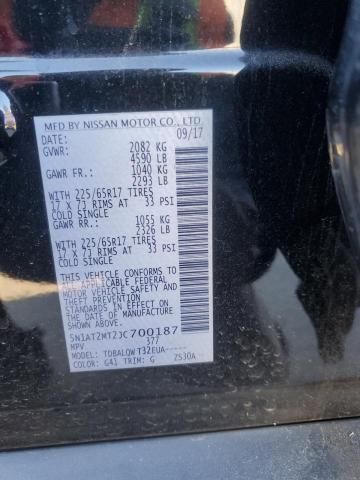 MFD BY NISSAN MOTOR CO., LTD.
DATE: 09/17
GVWR: 2082 KG
4590 LB
GAWR FR.: 1040 KG
2293 LB
WITH 225/65R17 TIRES
17 X 7J RIMS AT 33 PSI
COLD SINGLE
GAWR RR.: 1055 KG
2326 LB
WITH 225/65R17 TIRES
17 X 7J RIMS AT 33 PSI
COLD SINGLE
THIS VEHICLE CONFORMS TO
ALL APPLICABLE FEDERAL
MOTOR VEHICLE SAFETY AND
THEFT PREVENTION
STANDARDS IN EFFECT ON
THE DATE OF MANUFACTURE
SHOWN ABOVE.
5N1AT2MT2JC700187
MPV 377
MODEL: TDBALQW T32EUA-----
COLOR: G41 TRIM: G ZS30A